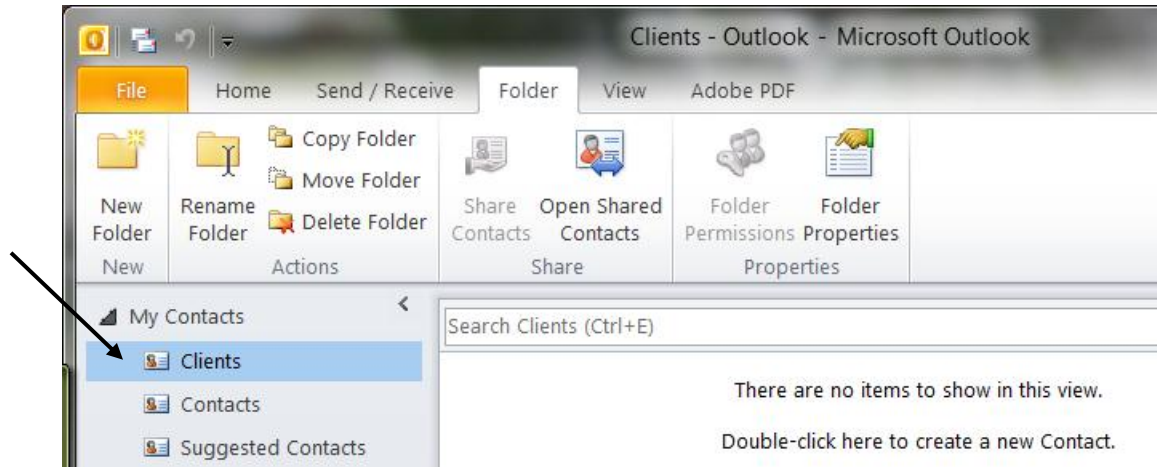 Clients - Outlook - Microsoft Outlook
File Home Send / Receive Folder View Adobe PDF
New Folder
Rename Folder
Copy Folder
Move Folder
Delete Folder
Share Contacts
Open Shared Contacts
Folder Permissions
Folder Properties
New Actions Share Properties
My Contacts
Search Clients (Ctrl+E)
Clients
Contacts
Suggested Contacts
There are no items to show in this view.
Double-click here to create a new Contact.